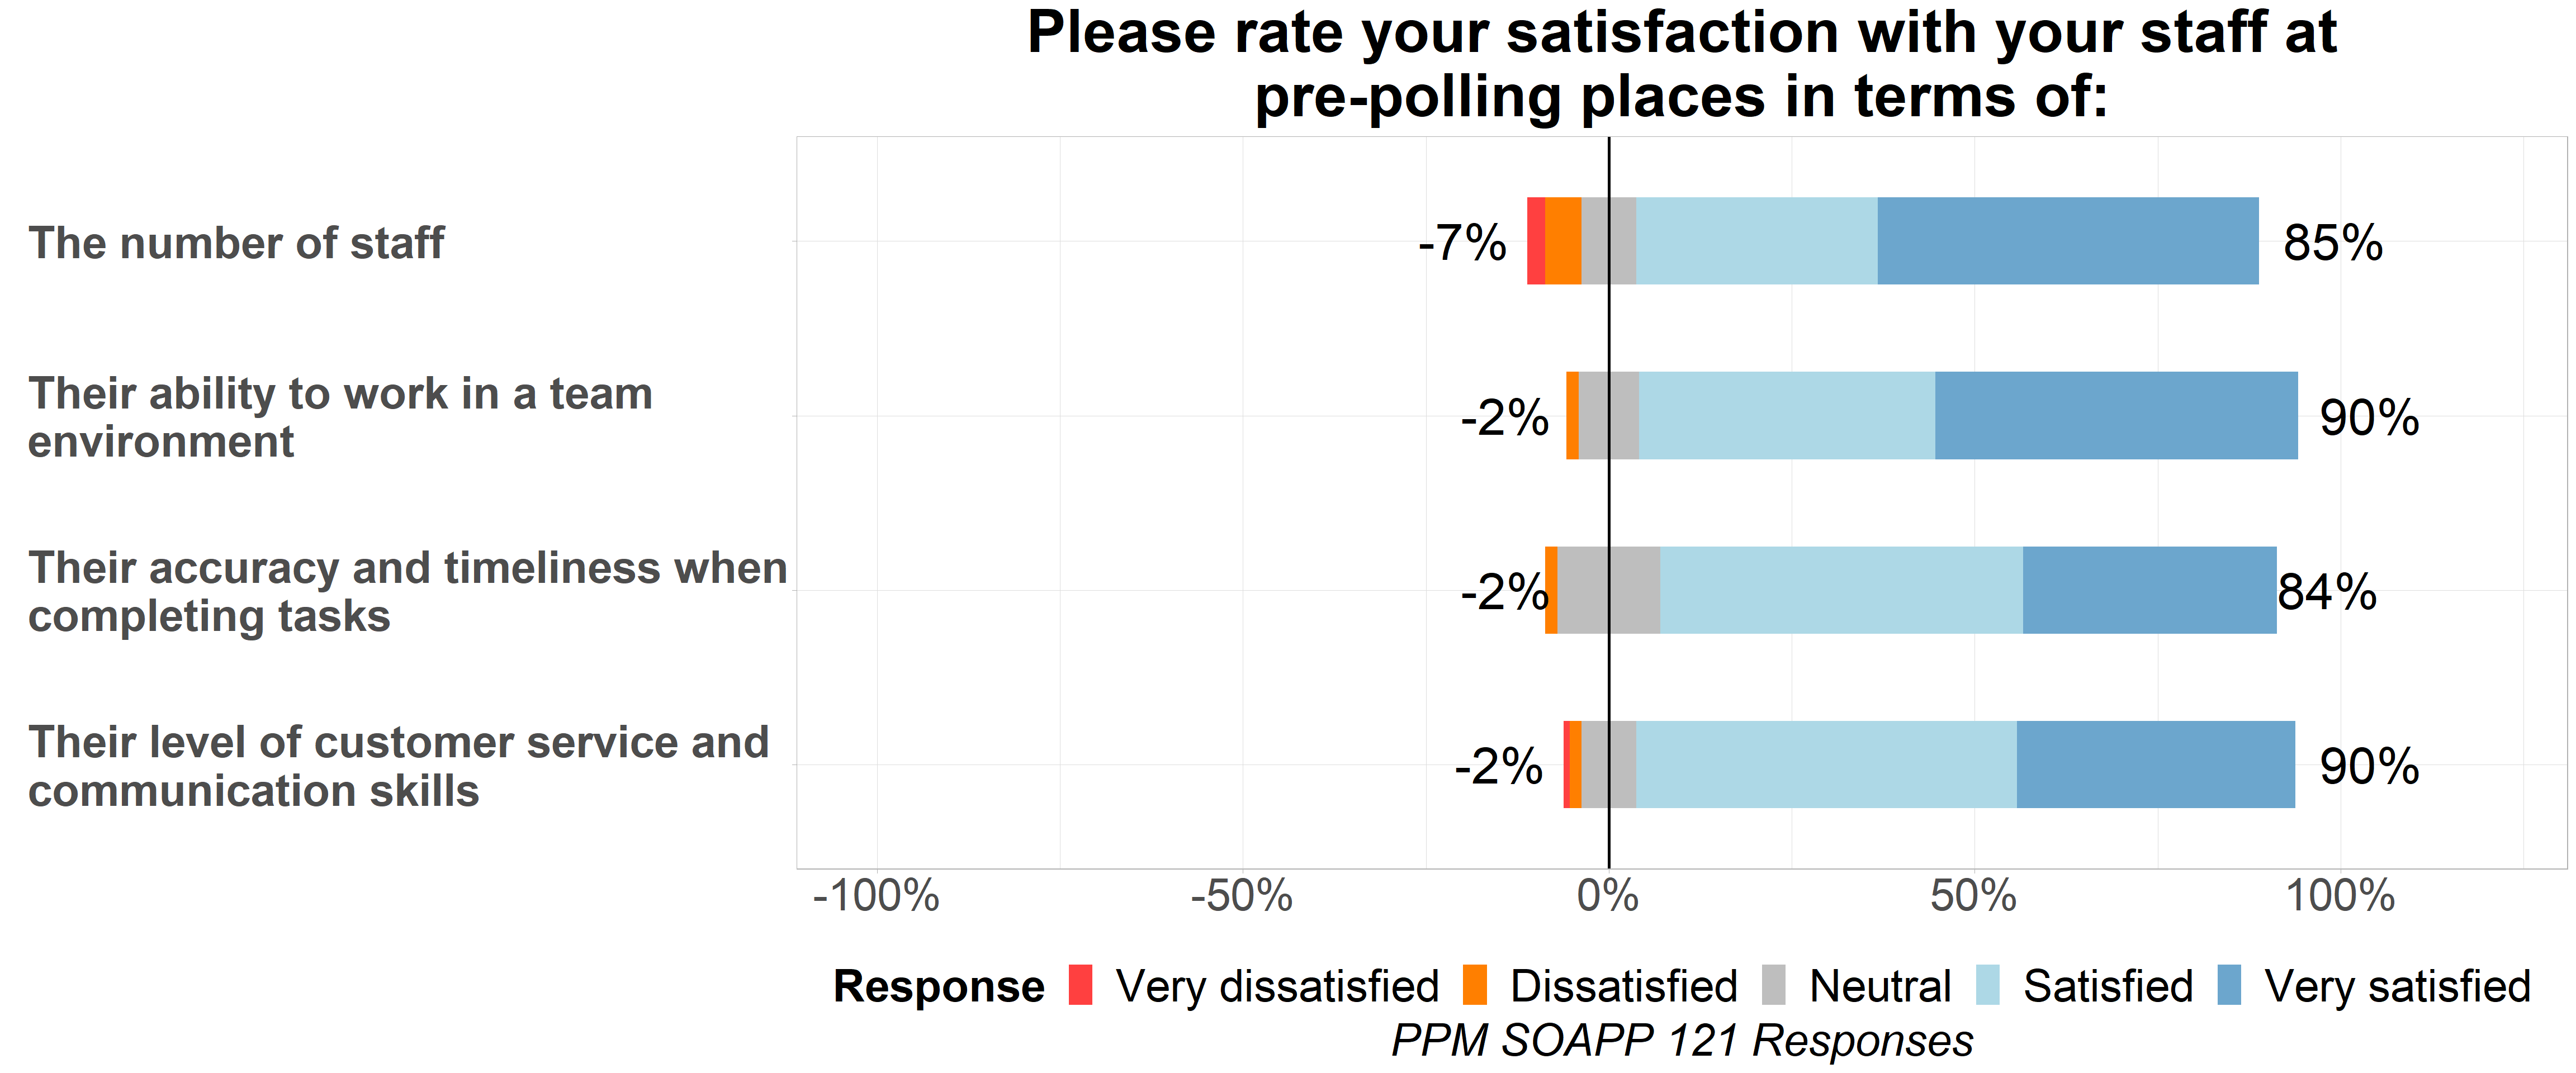 Please rate your satisfaction with your staff at
pre-polling places in terms of:
The number of staff
-7%
85%
Their ability to work in a team
environment
-2%
90%
Their accuracy and timeliness when
completing tasks
-2%
84%
Their level of customer service and
communication skills
-2%
90%
-100%
-50%
0%
50%
100%
Response Very dissatisfied Dissatisfied Neutral Satisfied Very satisfied
PPM SOAPP 121 Responses